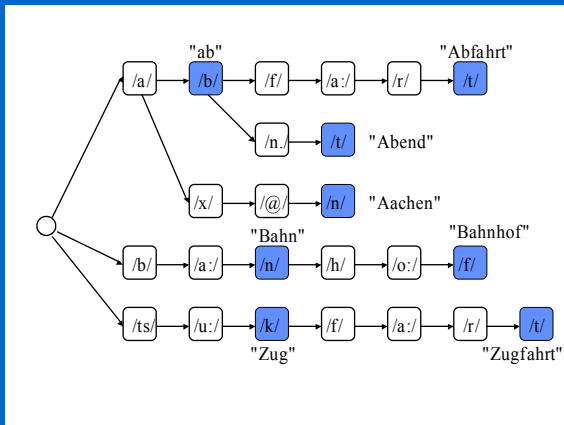 "ab" "Abfahrt"
/a/ /b/ /f/ /a:/ /r/ /t/
/n./ /t/ "Abend"
/x/ /@/ /n/ "Aachen"
"Bahn" "Bahnhof"
/b/ /a:/ /n/ /h/ /o:/ /f/
/ts/ /u:/ /k/ /f/ /a:/ /r/ /t/
"Zug" "Zugfahrt"